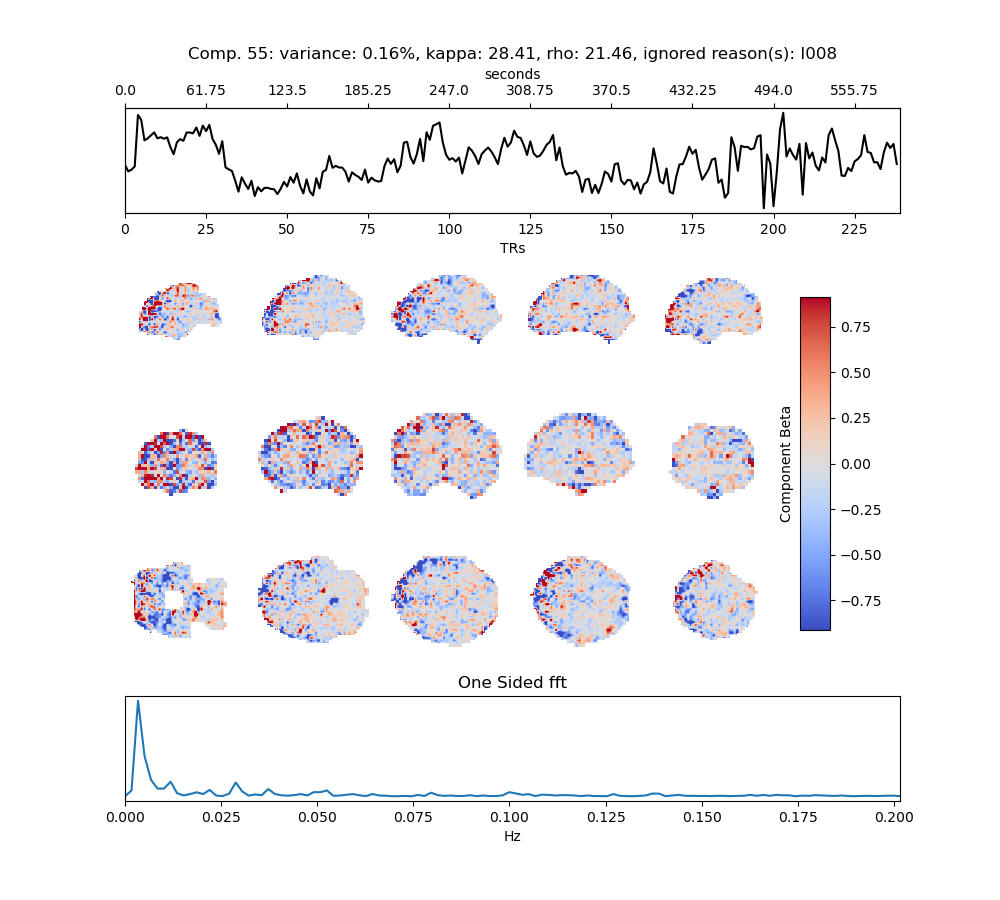 Comp. 55: variance: 0.16%, kappa: 28.41, rho: 21.46, ignored reason(s): I008
seconds
0.0 61.75 123.5 185.25 247.0 308.75 370.5 432.25 494.0 555.75
0 25 50 75 100 125 150 175 200 225
TRs
0.75
0.50
0.25
0.00
−0.25
−0.50
−0.75
Component Beta
One Sided fft
0.000 0.025 0.050 0.075 0.100 0.125 0.150 0.175 0.200
Hz